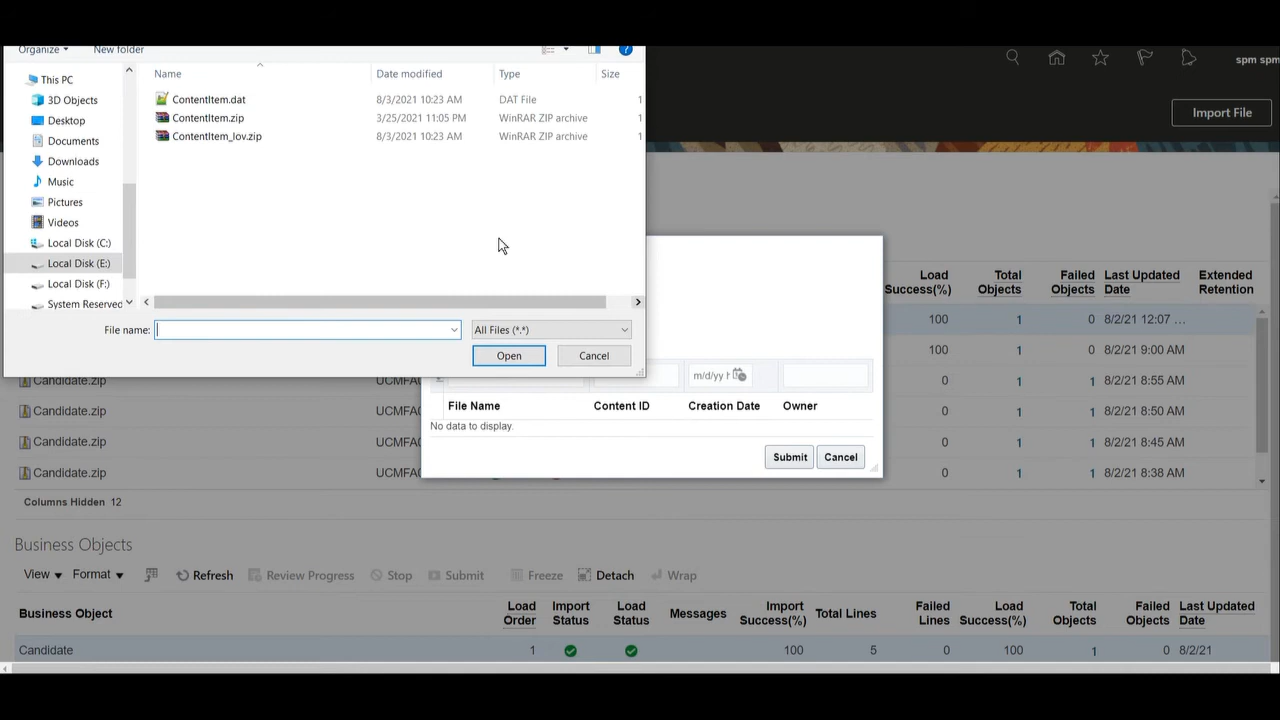 Organize
New folder
This PC
3D Objects
Desktop
Documents
Downloads
Music
Pictures
Videos
Local Disk (C:)
Local Disk (E:)
Local Disk (F:)
System Reserved
Name Date modified Type Size
ContentItem.dat 8/3/2021 10:23 AM DAT File 1
ContentItem.zip 3/25/2021 11:05 PM WinRAR ZIP archive 1
ContentItem_lov.zip 8/3/2021 10:23 AM WinRAR ZIP archive 1
File name:
All Files (*.*)
Open Cancel
spm spm
Import File
Load Success(%) Total Objects Failed Objects Last Updated Date Extended Retention
100 1 0 8/2/21 12:07 ...
100 1 0 8/2/21 9:00 AM
Candidate.zip UCMFA 0 1 1 8/2/21 8:55 AM
Candidate.zip UCMFA 0 1 1 8/2/21 8:50 AM
Candidate.zip UCMFA 0 1 1 8/2/21 8:45 AM
Candidate.zip UCMFA 0 1 1 8/2/21 8:38 AM
m/d/yy h
File Name Content ID Creation Date Owner
No data to display.
Submit Cancel
Columns Hidden 12
Business Objects
View Format Refresh Review Progress Stop Submit Freeze Detach Wrap
Business Object Load Order Import Status Load Status Messages Import Success(%) Total Lines Failed Lines Load Success(%) Total Objects Failed Objects Last Updated Date
Candidate 1 100 5 0 100 1 0 8/2/21